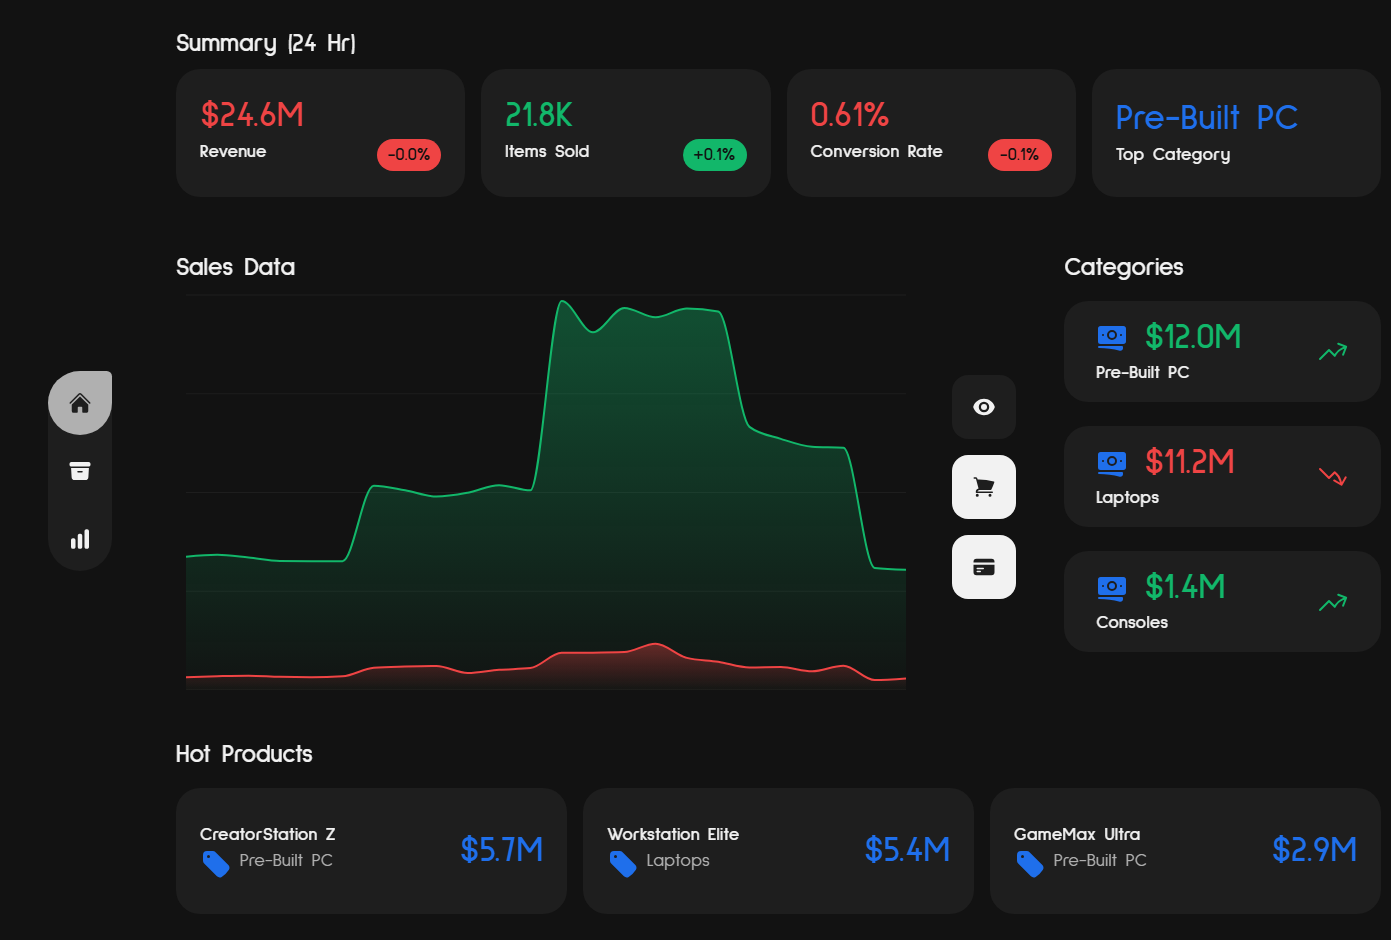 Summary (24 Hr)
$24.6M
Revenue
-0.0%
21.8K
Items Sold
+0.1%
0.61%
Conversion Rate
-0.1%
Pre-Built PC
Top Category
Sales Data
Categories
$12.0M
Pre-Built PC
$11.2M
Laptops
$1.4M
Consoles
Hot Products
CreatorStation Z
Pre-Built PC
$5.7M
Workstation Elite
Laptops
$5.4M
GameMax Ultra
Pre-Built PC
$2.9M